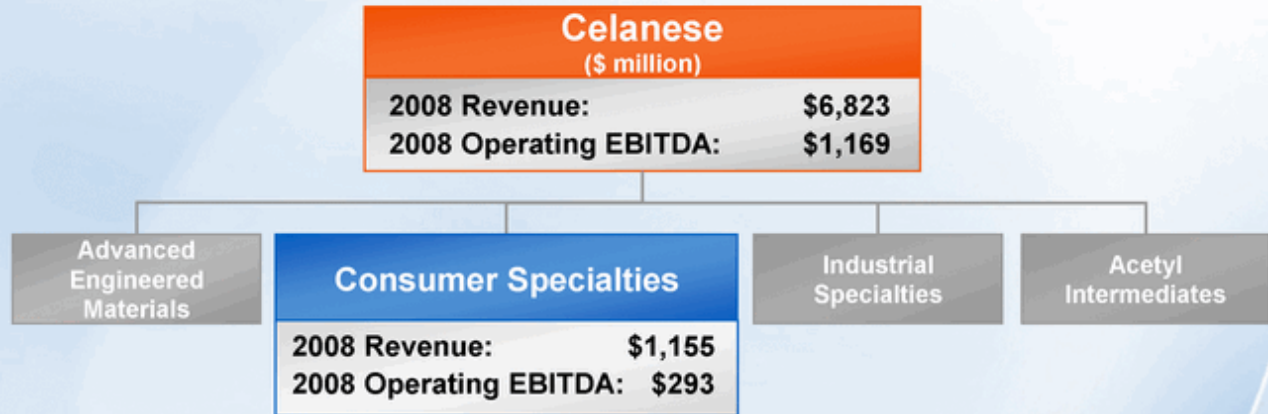 Celanese
($ million)
2008 Revenue: $6,823
2008 Operating EBITDA: $1,169
Advanced
Engineered
Materials
Consumer Specialties
2008 Revenue: $1,155
2008 Operating EBITDA: $293
Industrial
Specialties
Acetyl
Intermediates